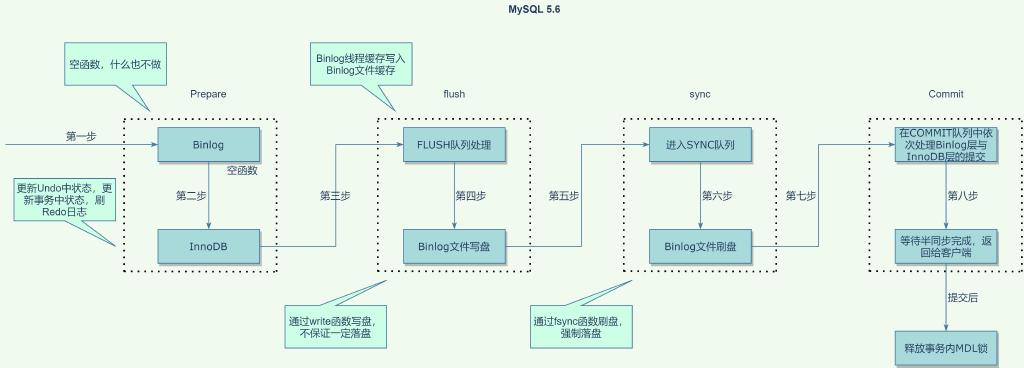 MySQL 5.6
空函数，什么也不做
Binlog线程缓存写入
Binlog文件缓存
Prepare
flush
sync
Commit
第一步
Binlog
FLUSH队列处理
进入SYNC队列
在COMMIT队列中依
次处理Binlog层与
InnoDB层的提交
空函数
更新Undo中状态，更
新事务中状态，刷
Redo日志
第二步
第三步
第四步
第五步
第六步
第七步
第八步
InnoDB
Binlog文件写盘
Binlog文件刷盘
等待半同步完成，返
回给客户端
通过write函数写盘，
不保证一定落盘
通过fsync函数刷盘，
强制落盘
提交后
释放事务内MDL锁